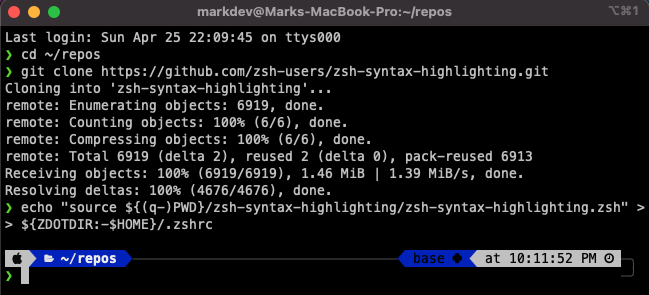 markdev@Marks-MacBook-Pro:~/repos
⌥⌘1
Last login: Sun Apr 25 22:09:45 on ttys000
❯ cd ~/repos
❯ git clone https://github.com/zsh-users/zsh-syntax-highlighting.git
Cloning into 'zsh-syntax-highlighting'...
remote: Enumerating objects: 6919, done.
remote: Counting objects: 100% (6/6), done.
remote: Compressing objects: 100% (6/6), done.
remote: Total 6919 (delta 2), reused 2 (delta 0), pack-reused 6913
Receiving objects: 100% (6919/6919), 1.46 MiB | 1.39 MiB/s, done.
Resolving deltas: 100% (4676/4676), done.
❯ echo "source ${(q-)PWD}/zsh-syntax-highlighting/zsh-syntax-highlighting.zsh" >
> ${ZDOTDIR:-$HOME}/.zshrc
~/repos base at 10:11:52 PM
❯